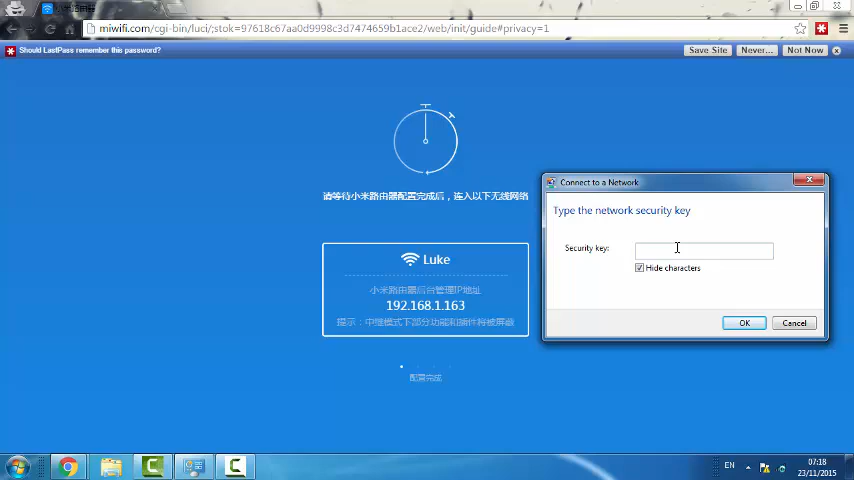 miwifi.com/cgi-bin/luci/;stok=97618c67aa0d9998c3d7474659b1ace2/web/init/guide#privacy=1
Should LastPass remember this password?
Save Site
Never...
Not Now
请等待小米路由器配置完成后，连入以下无线网络
Luke
小米路由器后台管理IP地址
192.168.1.163
提示：中继模式下部分功能和插件将被屏蔽
配置完成
Connect to a Network
Type the network security key
Security key:
Hide characters
OK
Cancel
EN
07:18
23/11/2015